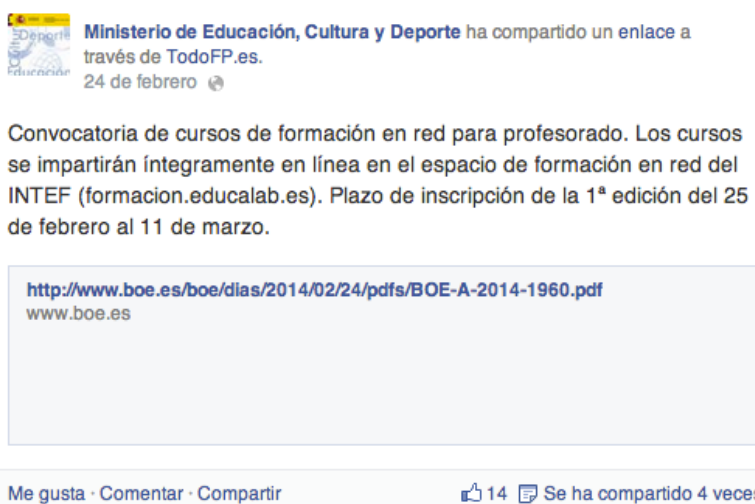 Deporte
Educación
Ministerio de Educación, Cultura y Deporte ha compartido un enlace a
través de TodoFP.es.
24 de febrero
Convocatoria de cursos de formación en red para profesorado. Los cursos
se impartirán íntegramente en línea en el espacio de formación en red del
INTEF (formacion.educalab.es). Plazo de inscripción de la 1ª edición del 25
de febrero al 11 de marzo.
http://www.boe.es/boe/dias/2014/02/24/pdfs/BOE-A-2014-1960.pdf
www.boe.es
Me gusta · Comentar · Compartir 14 Se ha compartido 4 veces